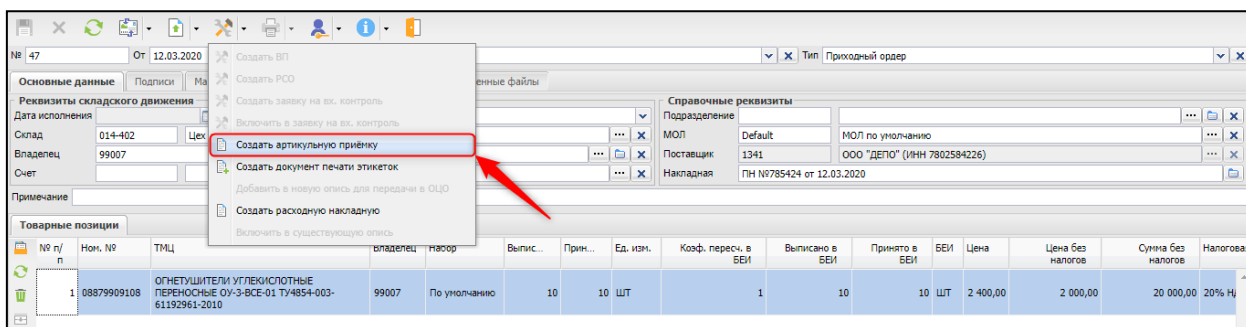 № 47 От 12.03.2020 Тип Приходный ордер
Основные данные Подписи Ма енные файлы
Реквизиты складского движения
Дата исполнения
Склад 014-402 Цех
Владелец 99007
Счет
Примечание
Создать ВП
Создать РСО
Создать заявку на вх. контроль
Включить в заявку на вх. контроль
Создать артикульную приёмку
Создать документ печати этикеток
Добавить в новую опись для передачи в ОЦО
Создать расходную накладную
Включить в существующую опись
Справочные реквизиты
Подразделение
МОЛ Default МОЛ по умолчанию
Поставщик 1341 ООО "ДЕПО" (ИНН 7802584226)
Накладная ПН №785424 от 12.03.2020
Товарные позиции
№ п/п Ном. № ТМЦ Владелец Набор Выпис... Прин... Ед. изм. Коэф. пересч. в БЕИ Выписано в БЕИ Принято в БЕИ БЕИ Цена Цена без налогов Сумма без налогов Налогова
1 08879909108 ОГНЕТУШИТЕЛИ УГЛЕКИСЛОТНЫЕ ПЕРЕНОСНЫЕ ОУ-3-ВСЕ-01 ТУ4854-003-61192961-2010 99007 По умолчанию 10 10 ШТ 1 10 10 ШТ 2 400,00 2 000,00 20 000,00 20% Н